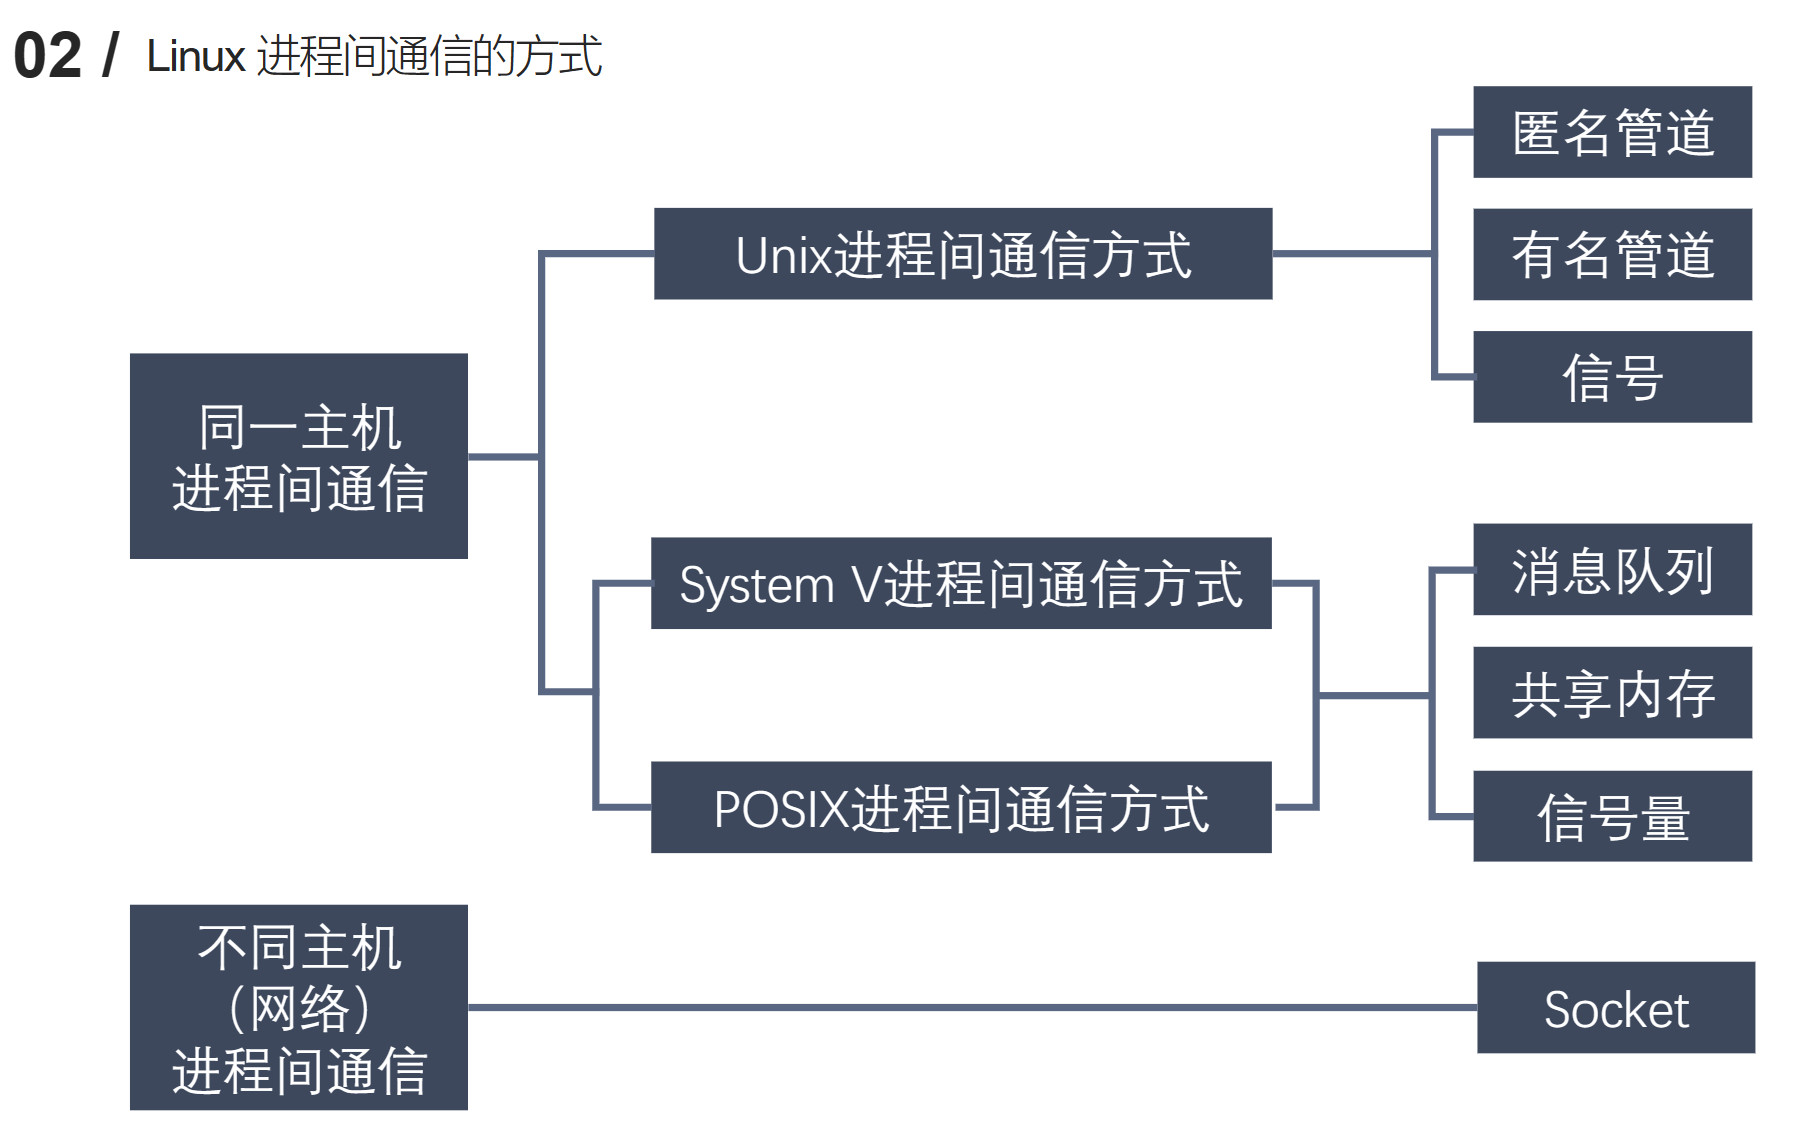 02 / Linux 进程间通信的方式
匿名管道
Unix进程间通信方式
有名管道
信号
同一主机
进程间通信
System V进程间通信方式
消息队列
共享内存
POSIX进程间通信方式
信号量
不同主机
（网络）
进程间通信
Socket